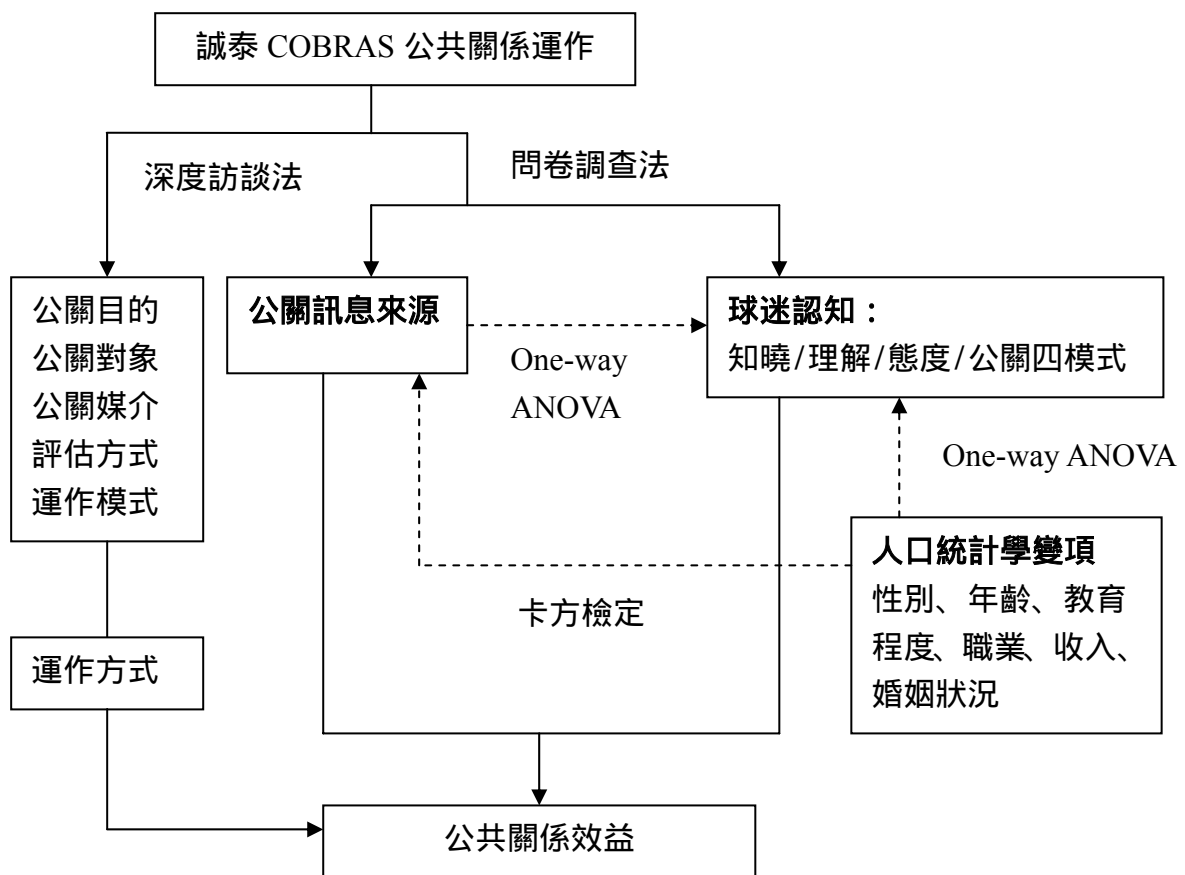 誠泰 COBRAS 公共關係運作
深度訪談法
問卷調查法
公關目的
公關對象
公關媒介
評估方式
運作模式
公關訊息來源
One-way
ANOVA
球迷認知：
知曉/理解/態度/公關四模式
One-way ANOVA
人口統計學變項
性別、年齡、教育
程度、職業、收入、
婚姻狀況
卡方檢定
運作方式
公共關係效益